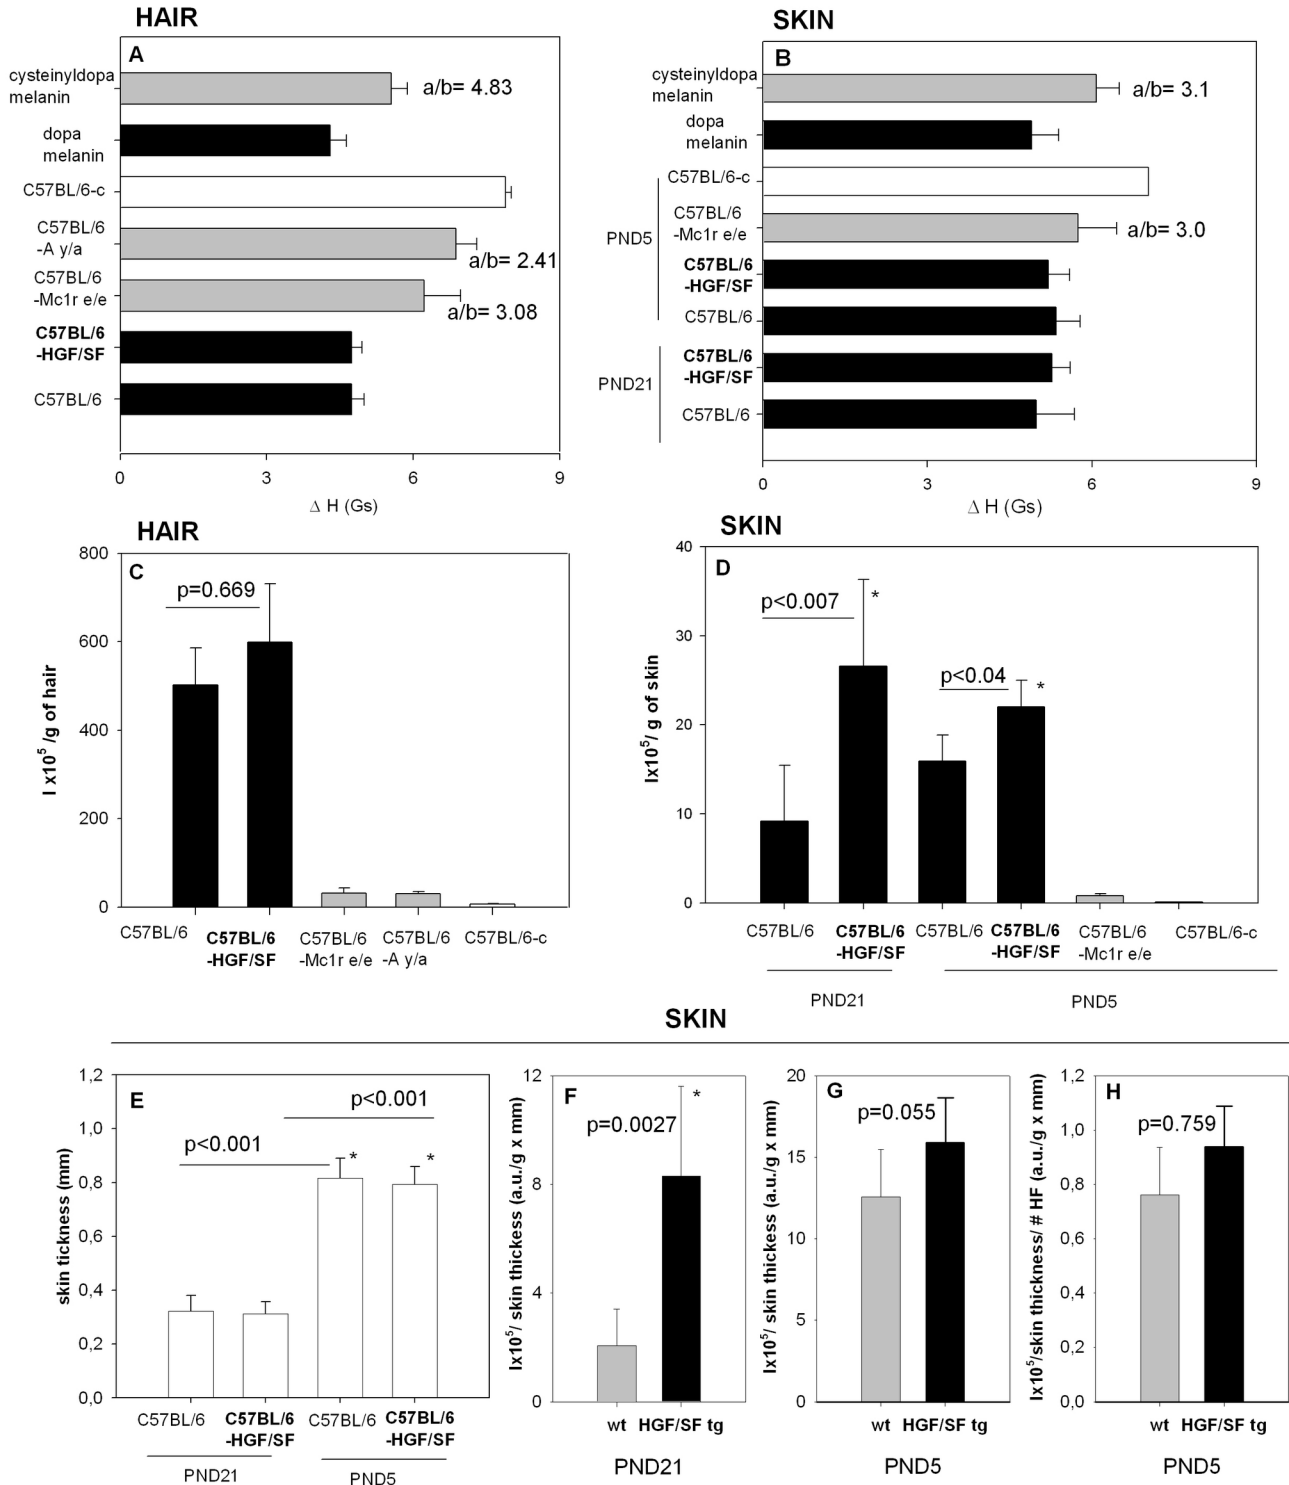 HAIR
A
cysteinyldopa
melanin
a/b= 4.83
dopa
melanin
C57BL/6-c
C57BL/6
-A y/a
a/b= 2.41
C57BL/6
-Mc1r e/e
a/b= 3.08
C57BL/6
-HGF/SF
C57BL/6
0
3
6
9
Δ H (Gs)
SKIN
B
cysteinyldopa
melanin
a/b= 3.1
dopa
melanin
C57BL/6-c
C57BL/6
-Mc1r e/e
a/b= 3.0
PND5
C57BL/6
-HGF/SF
C57BL/6
PND21
C57BL/6
-HGF/SF
C57BL/6
0
3
6
9
Δ H (Gs)
HAIR
C
p=0.669
800
600
400
200
0
I x10⁵ /g of hair
C57BL/6
C57BL/6
-HGF/SF
C57BL/6
-Mc1r e/e
C57BL/6
-A y/a
C57BL/6-c
SKIN
D
p<0.007
*
p<0.04
*
40
30
20
10
0
Ix10⁵/ g of skin
C57BL/6
C57BL/6
-HGF/SF
C57BL/6
C57BL/6
-HGF/SF
C57BL/6
-Mc1r e/e
C57BL/6-c
PND21
PND5
SKIN
E
p<0.001
p<0.001
*
*
1,2
1,0
0,8
0,6
0,4
0,2
0,0
skin tickness (mm)
C57BL/6
C57BL/6
-HGF/SF
C57BL/6
C57BL/6
-HGF/SF
PND21
PND5
F
p=0.0027
*
12
8
4
0
Ix10⁵/ skin thickess (a.u./g x mm)
wt
HGF/SF tg
PND21
G
p=0.055
20
15
10
5
0
Ix10⁵/ skin thickess (a.u./g x mm)
wt
HGF/SF tg
PND5
H
p=0.759
1,2
1,0
0,8
0,6
0,4
0,2
0,0
Ix10⁵/skin thickness/ # HF (a.u./g x mm)
wt
HGF/SF tg
PND5